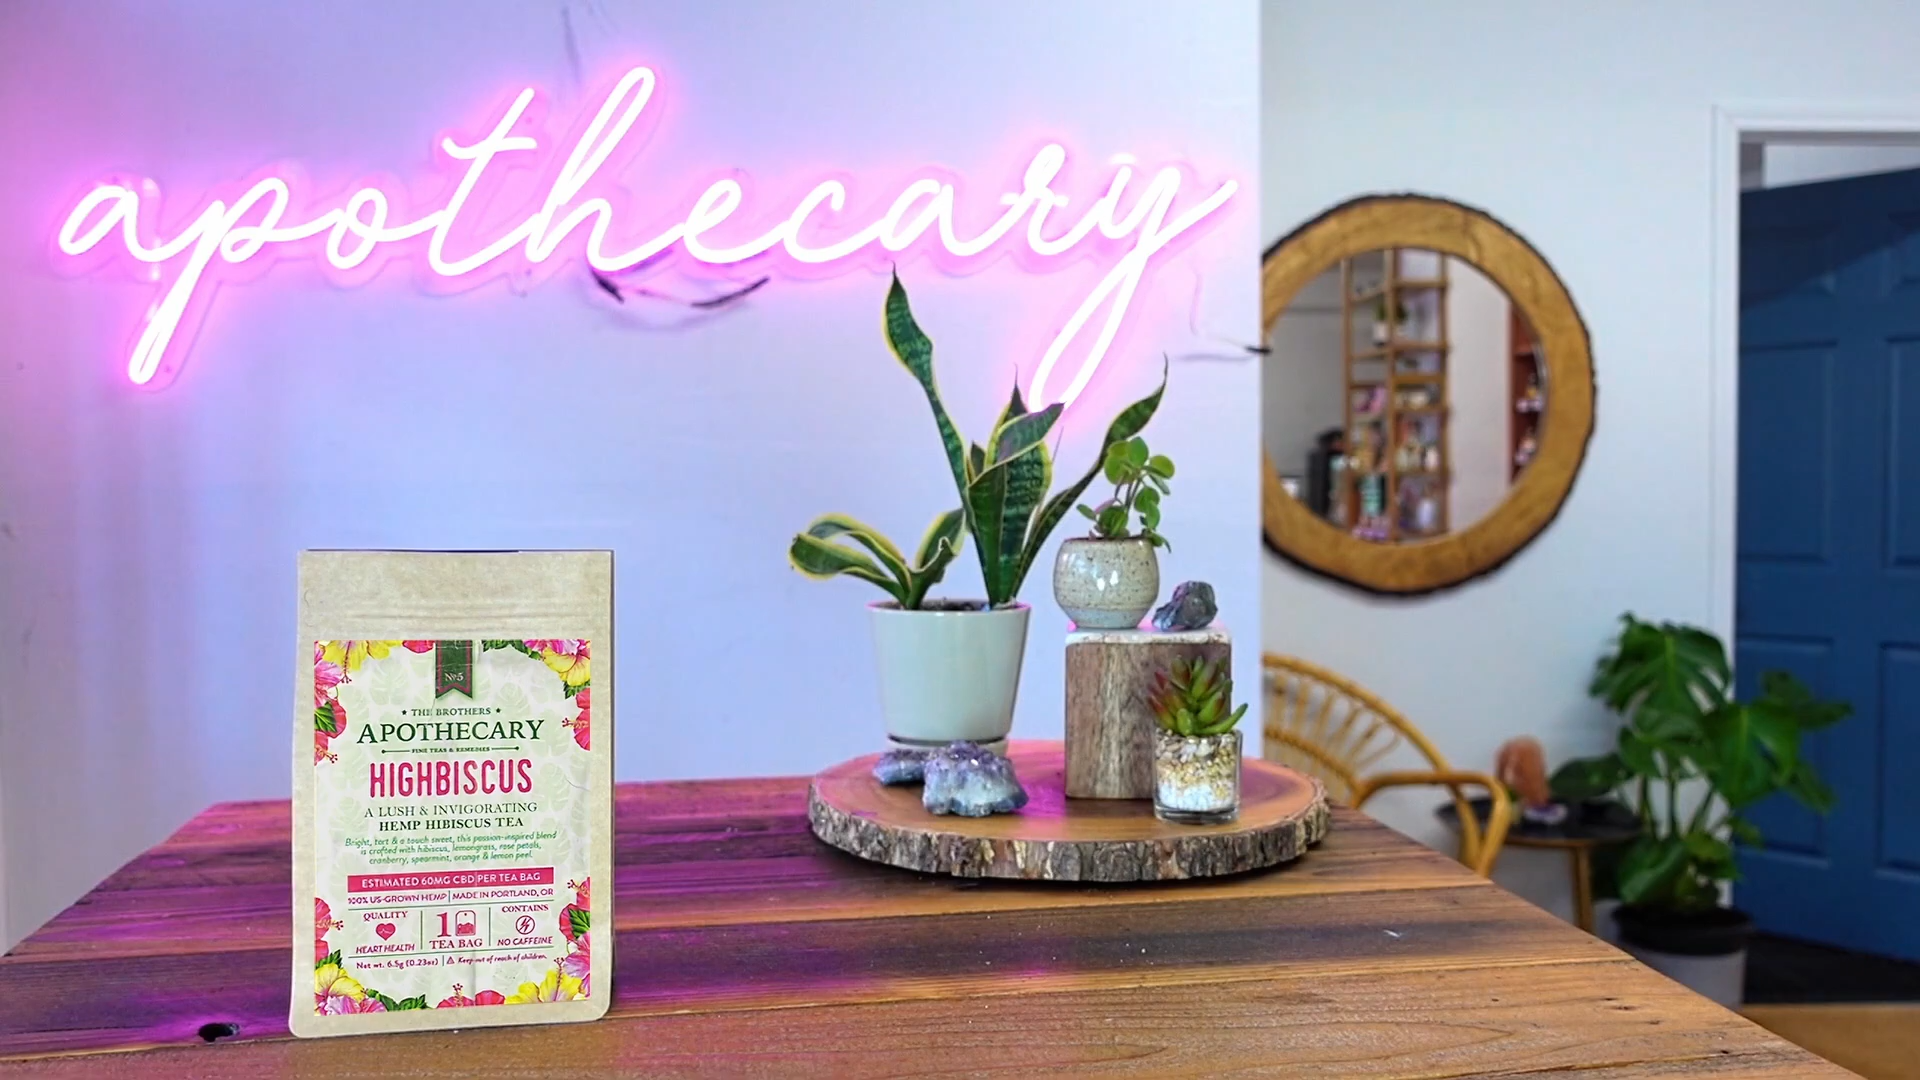 apothecary
Nº5
THE BROTHERS
APOTHECARY
FINE TEAS & REMEDIES
HIGHBISCUS
A LUSH & INVIGORATING
HEMP HIBISCUS TEA
Bright, tart & a touch sweet, this passion-inspired blend
is crafted with hibiscus, lemongrass, rose petals,
cranberry, spearmint, orange & lemon peel.
ESTIMATED 60MG CBD PER TEA BAG
100% US-GROWN HEMP | MADE IN PORTLAND, OR
QUALITY
HEART HEALTH
1
TEA BAG
CONTAINS
NO CAFFEINE
Net wt. 6.5g (0.23oz) | Keep out of reach of children.